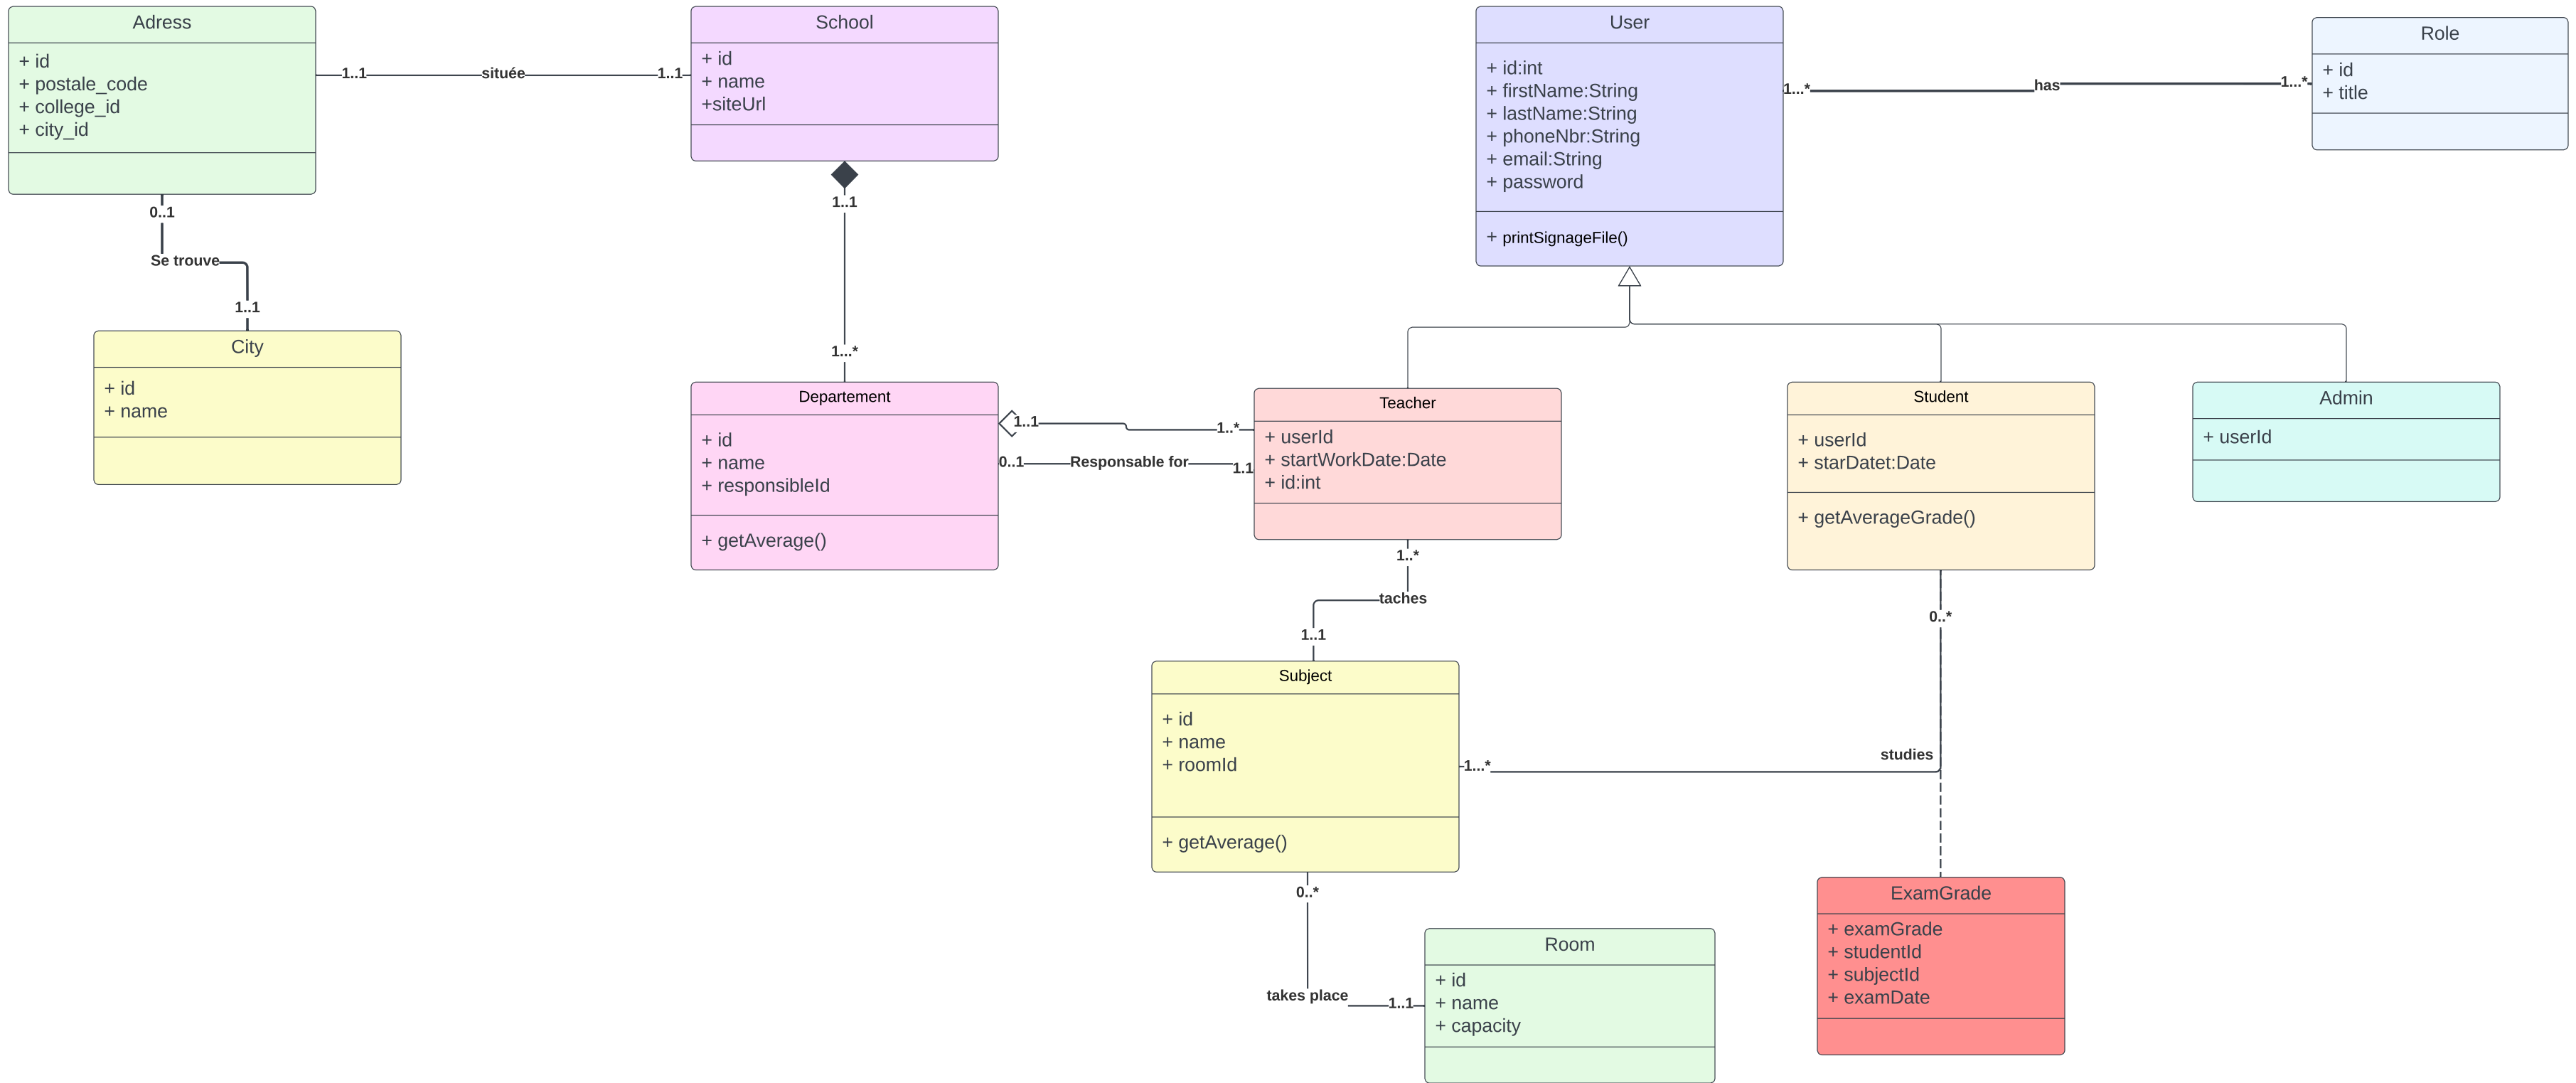 Adress
+ id
+ postale_code
+ college_id
+ city_id
1..1
située
1..1
School
+ id
+ name
+siteUrl
User
+ id:int
+ firstName:String
+ lastName:String
+ phoneNbr:String
+ email:String
+ password
+ printSignageFile()
1...*
has
1...*
Role
+ id
+ title
0..1
Se trouve
1..1
City
+ id
+ name
1..1
1...*
Departement
+ id
+ name
+ responsibleId
+ getAverage()
1..1
1..*
0..1
Responsable for
1.1
Teacher
+ userId
+ startWorkDate:Date
+ id:int
Student
+ userId
+ starDatet:Date
+ getAverageGrade()
Admin
+ userId
1..*
taches
1..1
Subject
+ id
+ name
+ roomId
+ getAverage()
0..*
studies
1...*
0..*
takes place
1..1
Room
+ id
+ name
+ capacity
ExamGrade
+ examGrade
+ studentId
+ subjectId
+ examDate